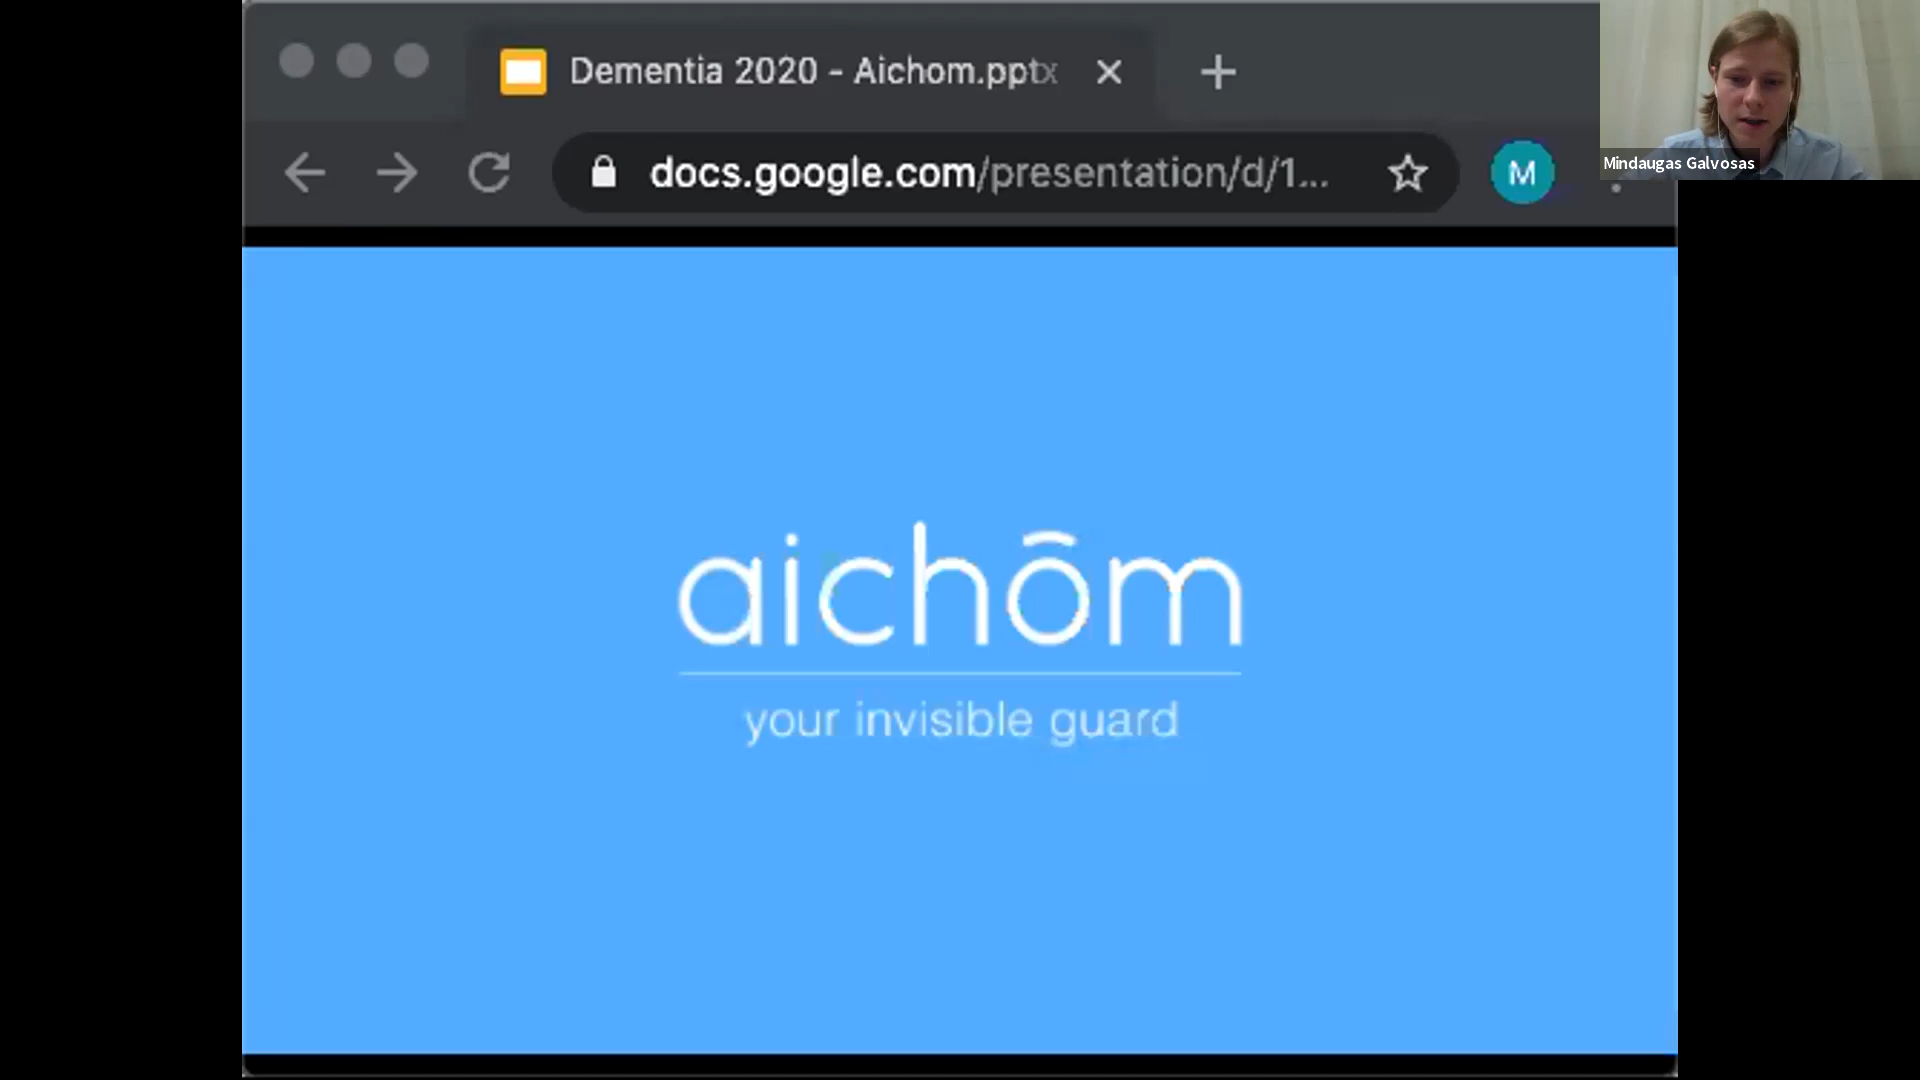 Dementia 2020 - Aichom.pptx
docs.google.com/presentation/d/1...
M
Mindaugas Galvosas
aichōm
your invisible guard